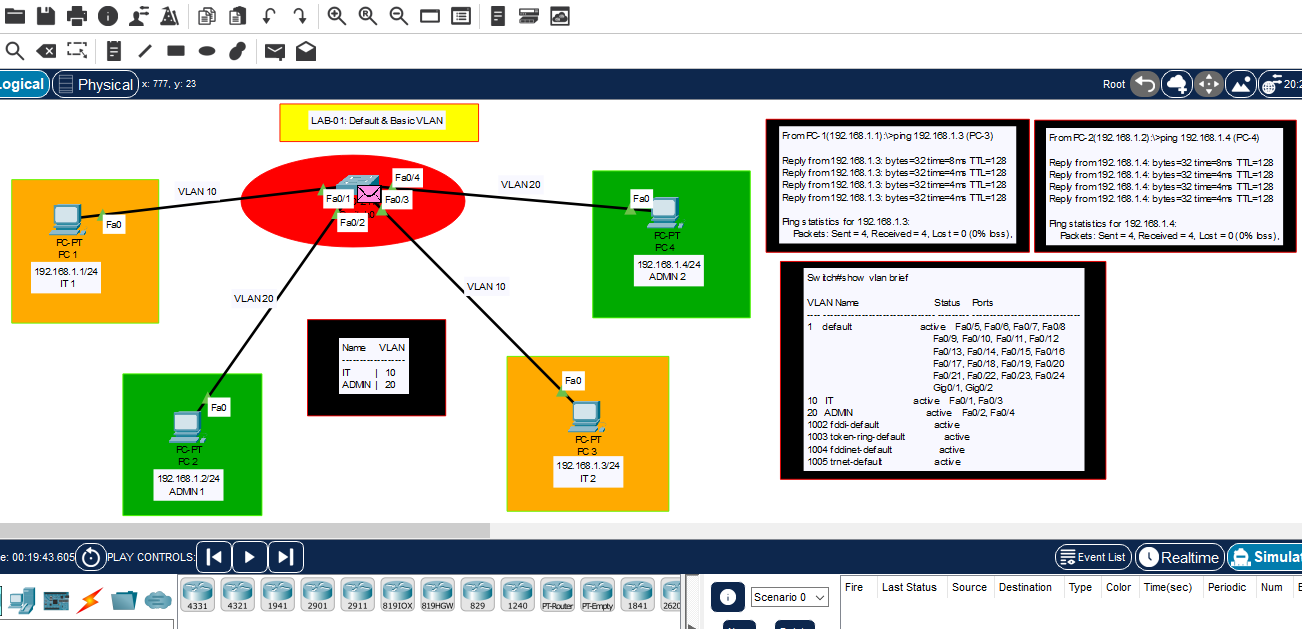 Logical
Physical
x: 777, y: 23
Root
LAB-01: Default & Basic VLAN
VLAN 10
Fa0
PC-PT
PC 1
192.168.1.1/24
IT 1
Fa0/1
Fa0/4
Fa0/3
Fa0/2
VLAN 20
Fa0
PC-PT
PC 4
192.168.1.4/24
ADMIN 2
VLAN 20
VLAN 10
Fa0
PC-PT
PC 2
192.168.1.2/24
ADMIN 1
Name VLAN
------------------
IT | 10
ADMIN | 20
Fa0
PC-PT
PC 3
192.168.1.3/24
IT 2
From PC-1(192.168.1.1):\>ping 192.168.1.3 (PC-3)
Reply from 192.168.1.3: bytes=32 time=8ms TTL=128
Reply from 192.168.1.3: bytes=32 time=4ms TTL=128
Reply from 192.168.1.3: bytes=32 time=4ms TTL=128
Reply from 192.168.1.3: bytes=32 time=4ms TTL=128
Ping statistics for 192.168.1.3:
Packets: Sent = 4, Received = 4, Lost = 0 (0% loss),
From PC-2(192.168.1.2):\>ping 192.168.1.4 (PC-4)
Reply from 192.168.1.4: bytes=32 time=8ms TTL=128
Reply from 192.168.1.4: bytes=32 time=4ms TTL=128
Reply from 192.168.1.4: bytes=32 time=4ms TTL=128
Reply from 192.168.1.4: bytes=32 time=4ms TTL=128
Ping statistics for 192.168.1.4:
Packets: Sent = 4, Received = 4, Lost = 0 (0% loss),
Switch#show vlan brief
VLAN Name Status Ports
1 default active Fa0/5, Fa0/6, Fa0/7, Fa0/8
Fa0/9, Fa0/10, Fa0/11, Fa0/12
Fa0/13, Fa0/14, Fa0/15, Fa0/16
Fa0/17, Fa0/18, Fa0/19, Fa0/20
Fa0/21, Fa0/22, Fa0/23, Fa0/24
Gig0/1, Gig0/2
10 IT active Fa0/1, Fa0/3
20 ADMIN active Fa0/2, Fa0/4
1002 fddi-default active
1003 token-ring-default active
1004 fddinet-default active
1005 trnet-default active
e: 00:19:43.605
PLAY CONTROLS:
Event List
Realtime
Simulat
4331
4321
1941
2901
2911
819IOX
819HGW
829
1240
PT-Router
PT-Empty
1841
2620
Scenario 0
Fire Last Status Source Destination Type Color Time(sec) Periodic Num